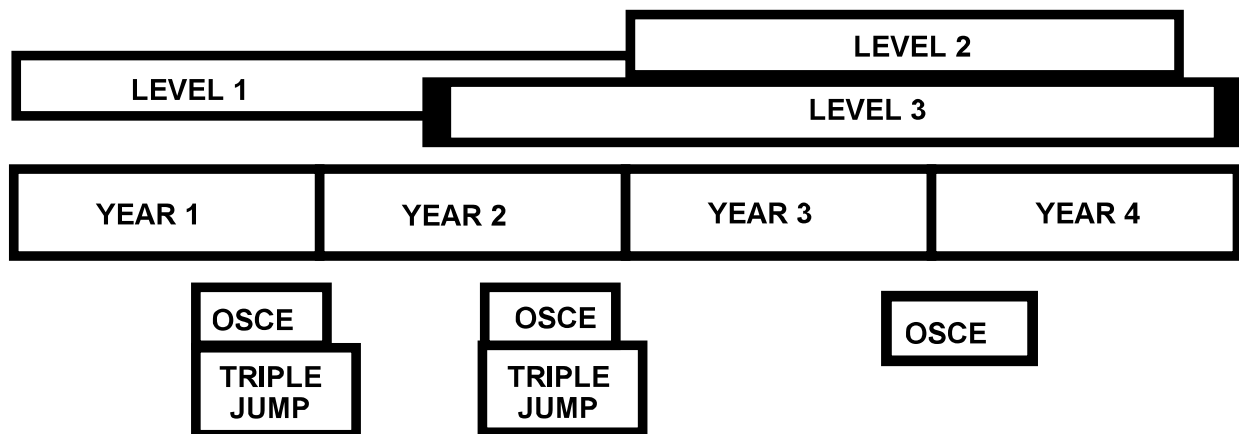 LEVEL 2
LEVEL 1
LEVEL 3
YEAR 1
YEAR 2
YEAR 3
YEAR 4
OSCE
OSCE
OSCE
TRIPLE
JUMP
TRIPLE
JUMP